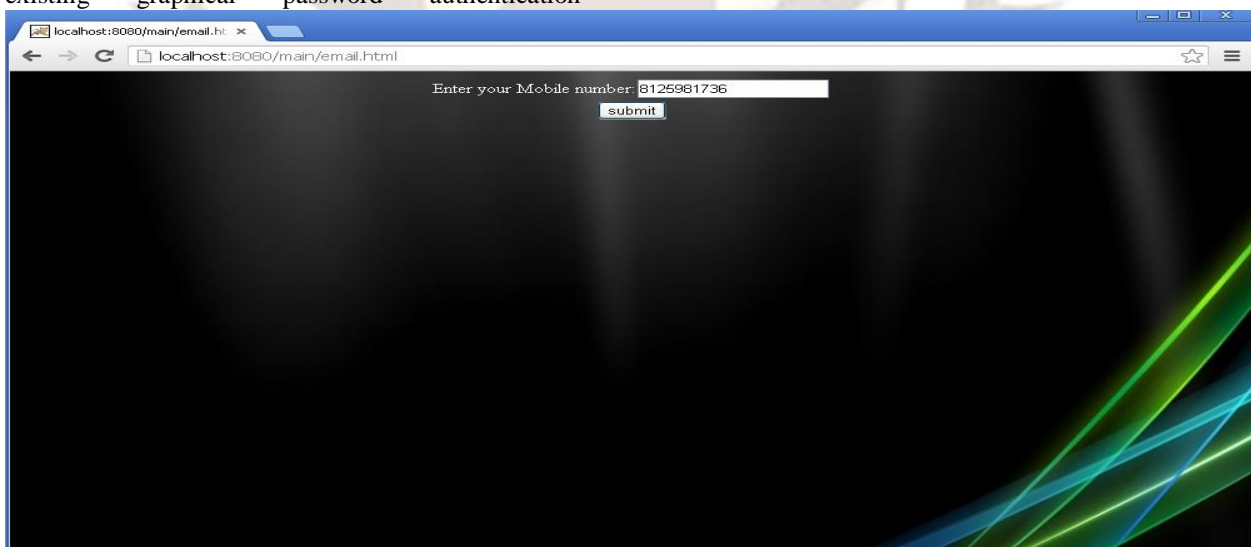 existing graphical password authentication
localhost:8080/main/email.ht
localhost:8080/main/email.html
Enter your Mobile number: 8125981736
submit